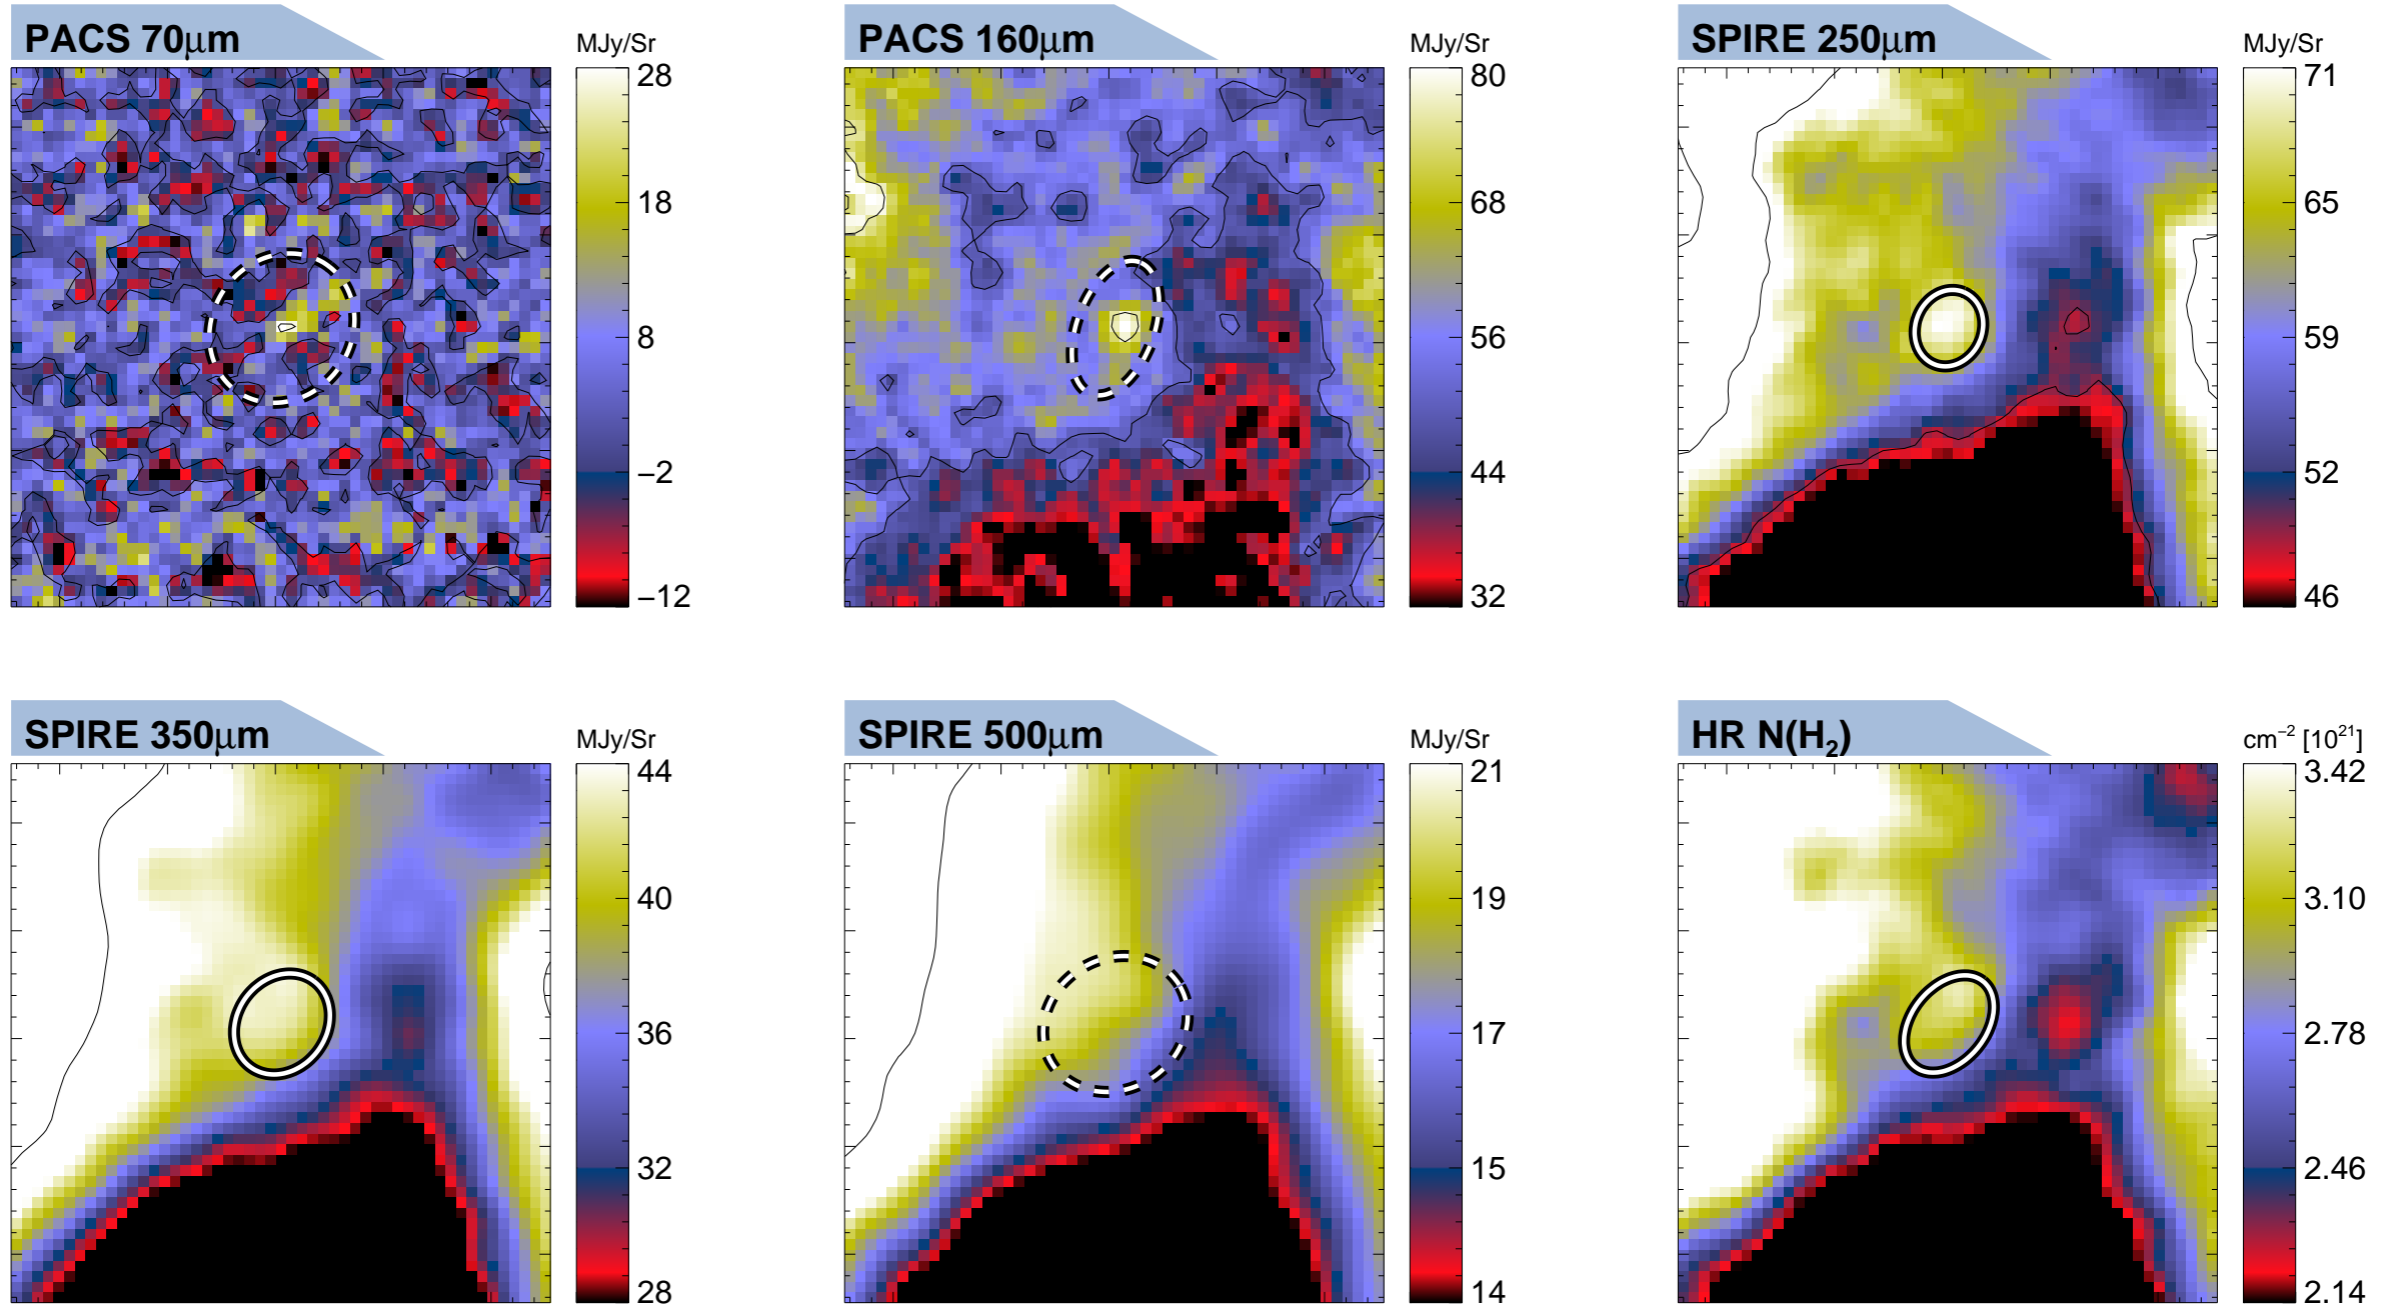 PACS 70µm
MJy/Sr
28
18
8
−2
−12
PACS 160µm
MJy/Sr
80
68
56
44
32
SPIRE 250µm
MJy/Sr
71
65
59
52
46
SPIRE 350µm
MJy/Sr
44
40
36
32
28
SPIRE 500µm
MJy/Sr
21
19
17
15
14
HR N(H₂)
cm⁻² [10²¹]
3.42
3.10
2.78
2.46
2.14